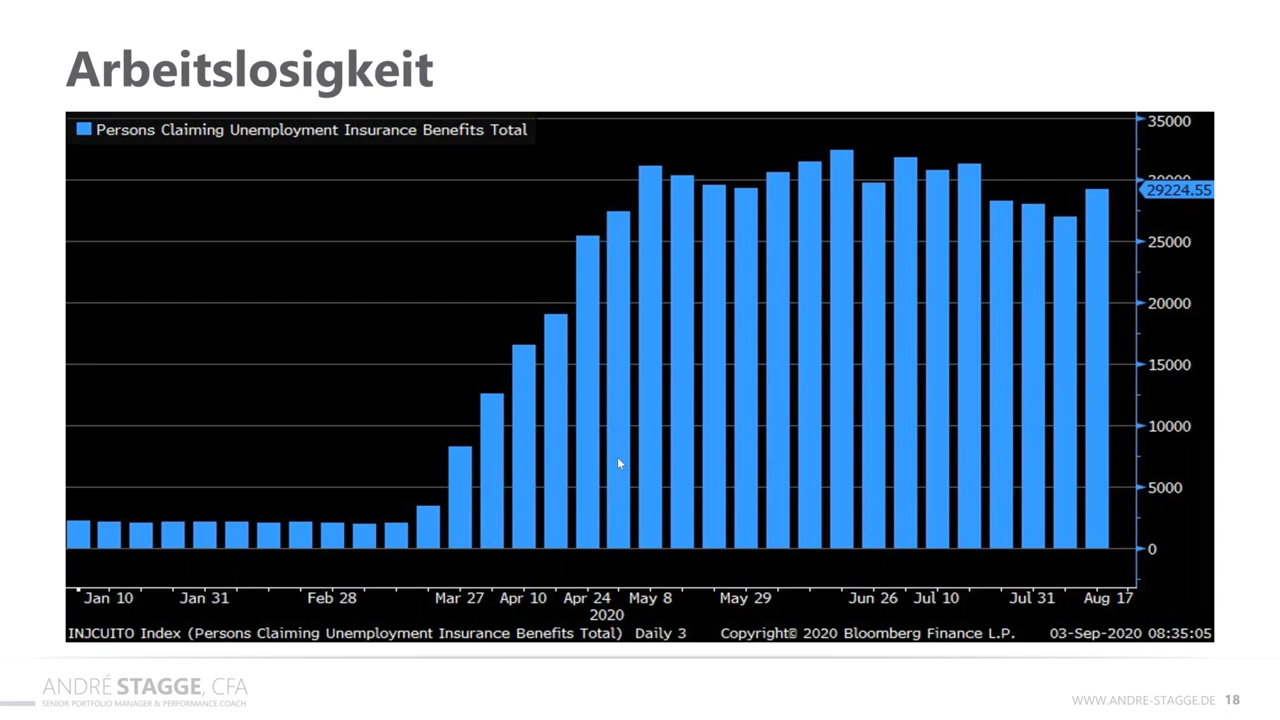 Arbeitslosigkeit
Persons Claiming Unemployment Insurance Benefits Total
35000
30000
29224.55
25000
20000
15000
10000
5000
0
Jan 10 Jan 31 Feb 28 Mar 27 Apr 10 Apr 24 May 8 May 29 Jun 26 Jul 10 Jul 31 Aug 17
2020
INJCUITO Index (Persons Claiming Unemployment Insurance Benefits Total) Daily 3 Copyright© 2020 Bloomberg Finance L.P. 03-Sep-2020 08:35:05
ANDRÉ STAGGE, CFA
SENIOR PORTFOLIO MANAGER & PERFORMANCE COACH
WWW.ANDRE-STAGGE.DE 18